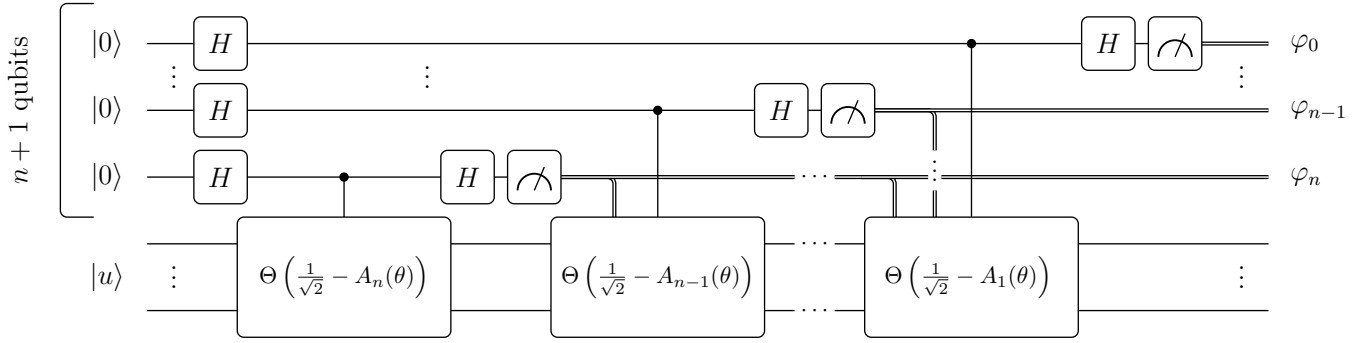 n + 1 qubits
|0⟩ H H φ₀
⋮ ⋮ ⋮
|0⟩ H H φₙ₋₁
⋮
|0⟩ H H ⋯ φₙ
⋯
|u⟩ ⋮ Θ(1/√2 − Aₙ(θ)) Θ(1/√2 − Aₙ₋₁(θ)) Θ(1/√2 − A₁(θ)) ⋮
⋯